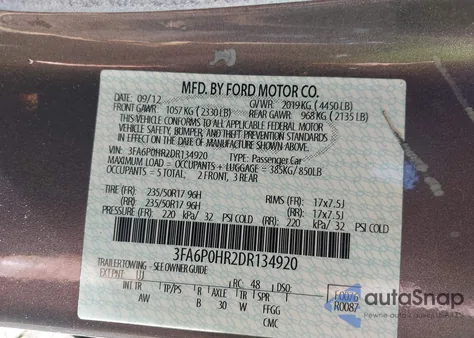 MFD. BY FORD MOTOR CO.
DATE: 09/12 GVWR: 2019 KG ( 4450 LB)
FRONT GAWR: 1057 KG ( 2330 LB) REAR GAWR: 968 KG ( 2135 LB)
THIS VEHICLE CONFORMS TO ALL APPLICABLE FEDERAL MOTOR
VEHICLE SAFETY, BUMPER, AND THEFT PREVENTION STANDARDS
IN EFFECT ON THE DATE OF MANUFACTURE SHOWN ABOVE.
VIN: 3FA6P0HR2DR134920 TYPE: Passenger Car
MAXIMUM LOAD = OCCUPANTS + LUGGAGE = 385KG / 850LB
OCCUPANTS = 5 TOTAL, 2 FRONT, 3 REAR
TIRE (FR): 235/50R17 96H RIMS (FR): 17x7.5J
(RR): 235/50R17 96H (RR): 17x7.5J
PRESSURE (FR): 220 kPa/ 32 PSI COLD (RR): 220 kPa/ 32 PSI COLD
3FA6P0HR2DR134920
TRAILER TOWING - SEE OWNER GUIDE
EXT PNT: UJ RC: 48 DSO: F0076
INT TR TP/PS R AXLE TR SPR R0087
AW B 30 W FFGG
CMC
autoSnap